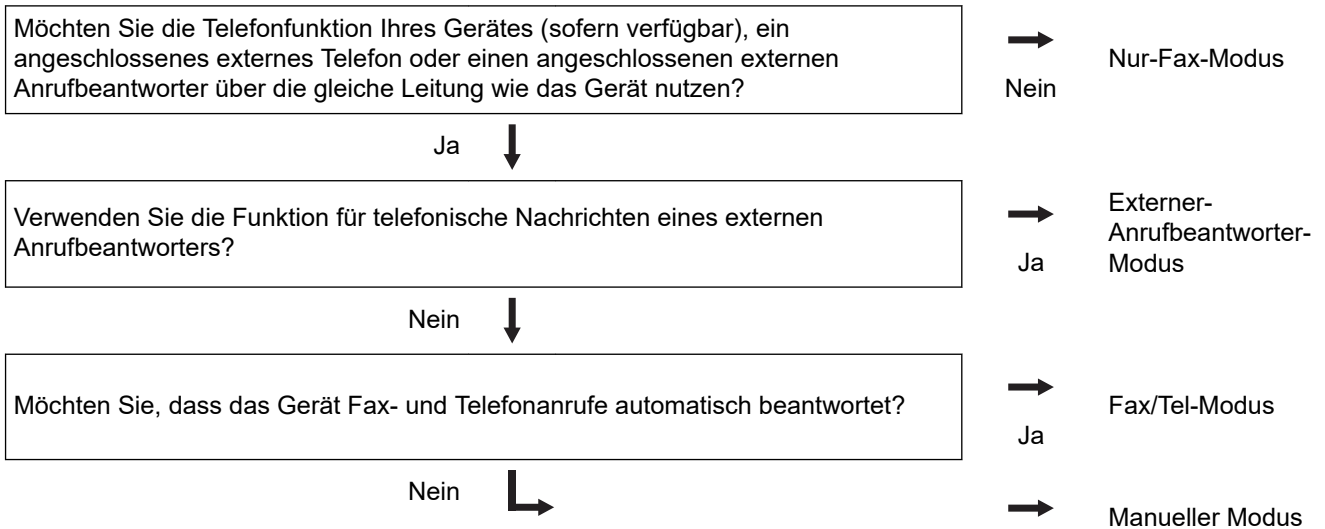 Möchten Sie die Telefonfunktion Ihres Gerätes (sofern verfügbar), ein
angeschlossenes externes Telefon oder einen angeschlossenen externen
Anrufbeantworter über die gleiche Leitung wie das Gerät nutzen?
Nein
Nur-Fax-Modus
Ja
Verwenden Sie die Funktion für telefonische Nachrichten eines externen
Anrufbeantworters?
Ja
Externer-
Anrufbeantworter-
Modus
Nein
Möchten Sie, dass das Gerät Fax- und Telefonanrufe automatisch beantwortet?
Ja
Fax/Tel-Modus
Nein
Manueller Modus